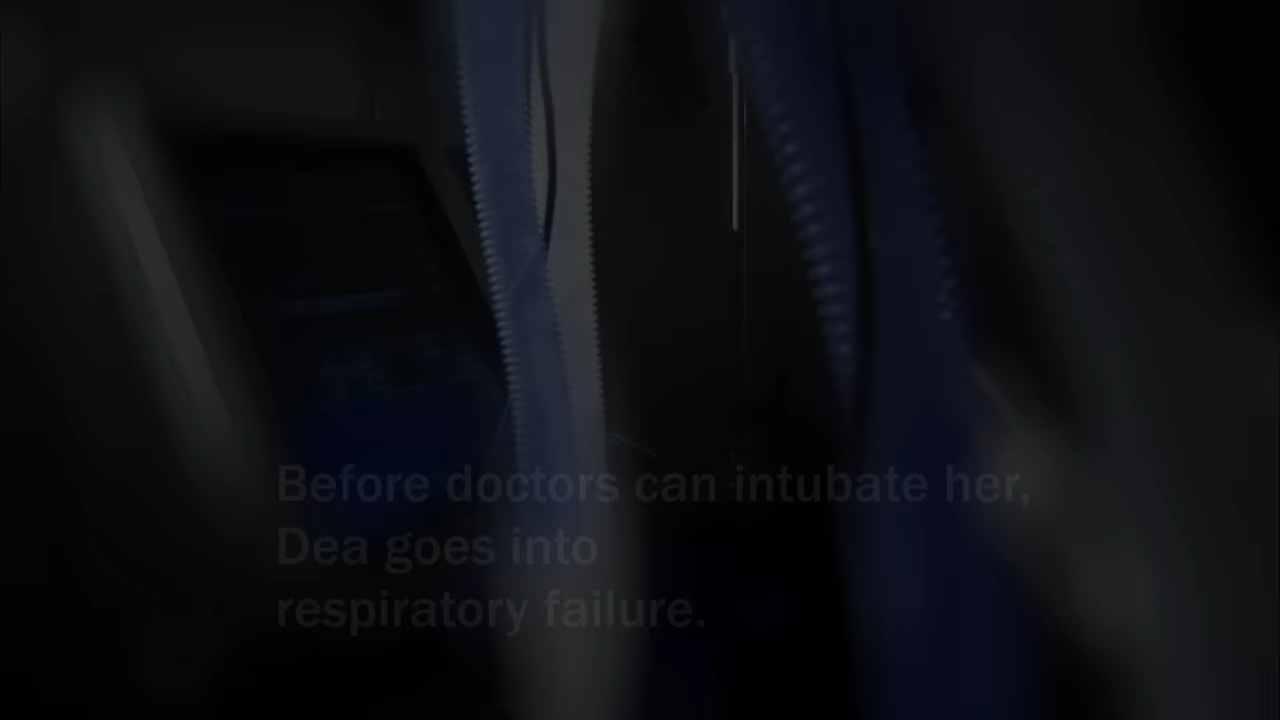 Before doctors can intubate her,
Dea goes into
respiratory failure.